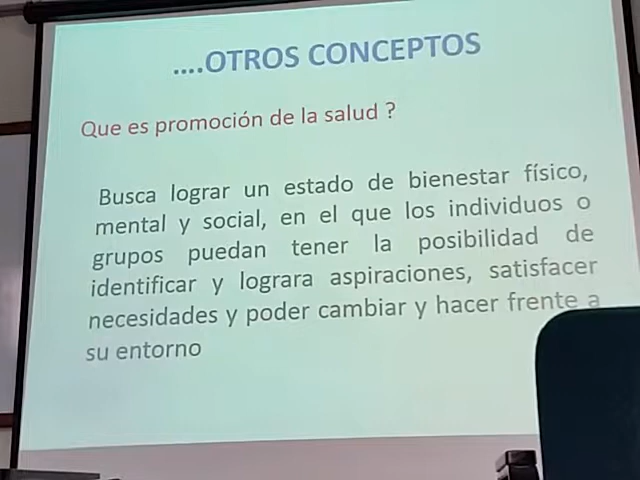 ....OTROS CONCEPTOS
Que es promoción de la salud ?
Busca lograr un estado de bienestar físico,
mental y social, en el que los individuos o
grupos puedan tener la posibilidad de
identificar y lograra aspiraciones, satisfacer
necesidades y poder cambiar y hacer frente a
su entorno